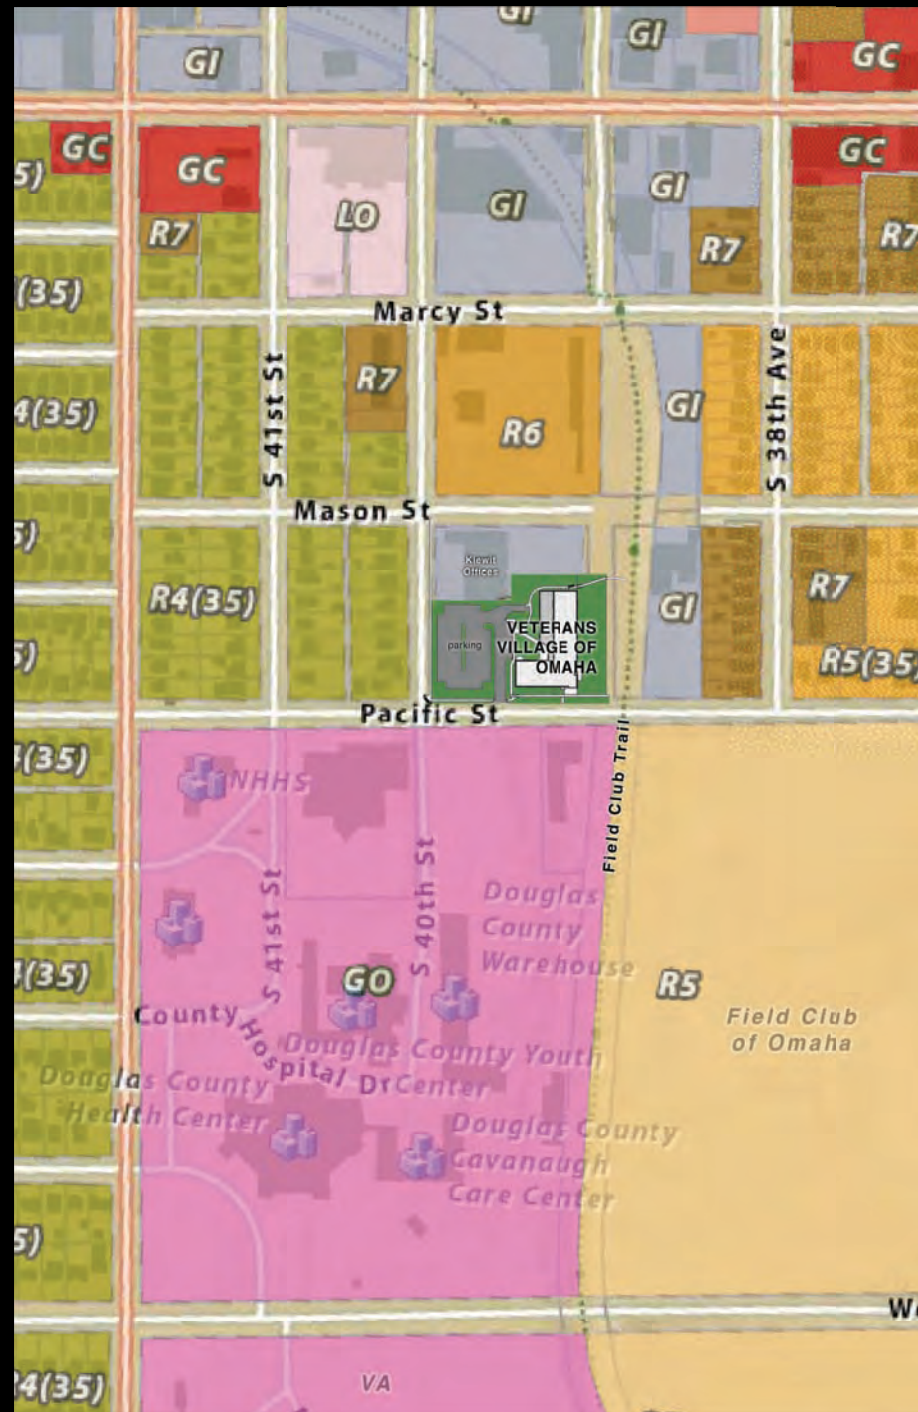 GI
GI
GI
GC
5)
GC
GC
GC
LO
GI
GI
R7
R7
R7
(35)
Marcy St
S 41st St
R7
GI
S 38th Ave
4(35)
R6
Mason St
5)
Kiewit
Offices
R4(35)
R7
GI
VETERANS
VILLAGE OF
OMAHA
parking
5)
R5(35)
Pacific St
(35)
NHHS
Field Club Trail
S 41st St
S 40th St
Douglas
County
Warehouse
4(35)
GO
R5
Field Club
of Omaha
County
Hospital Dr
Douglas County Youth
Center
Douglas County
Health Center
Douglas County
Cavanaugh
Care Center
5)
4(35)
VA